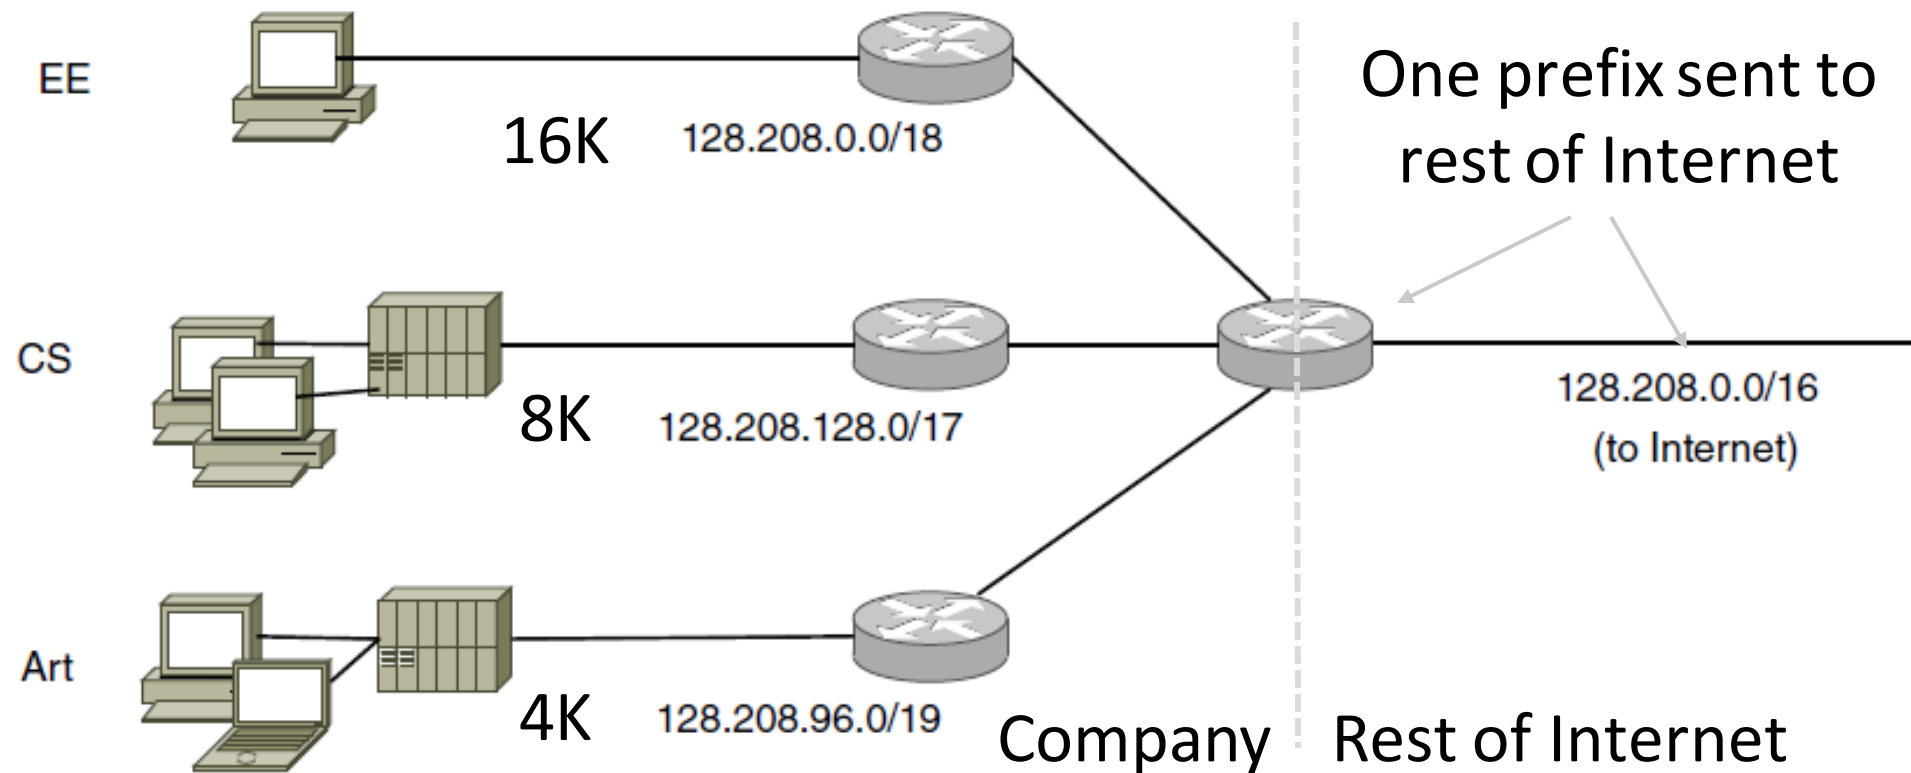 EE
16K
128.208.0.0/18
One prefix sent to
rest of Internet
CS
8K
128.208.128.0/17
128.208.0.0/16
(to Internet)
Art
4K
128.208.96.0/19
Company
Rest of Internet